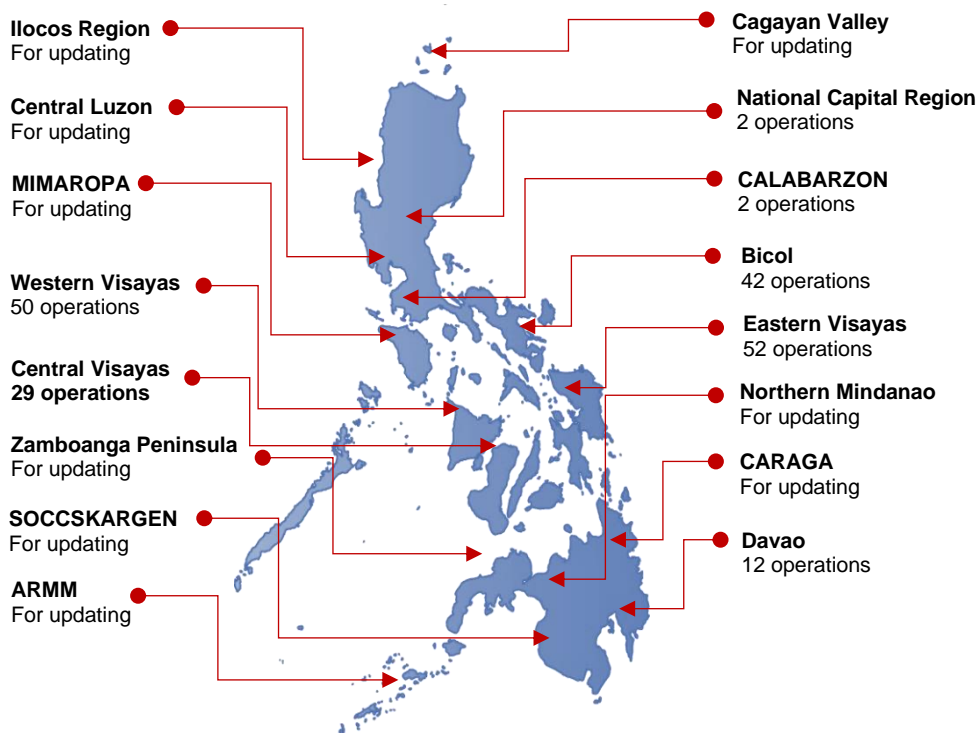 Ilocos Region
For updating
Central Luzon
For updating
MIMAROPA
For updating
Western Visayas
50 operations
Central Visayas
29 operations
Zamboanga Peninsula
For updating
SOCCSKARGEN
For updating
ARMM
For updating
Cagayan Valley
For updating
National Capital Region
2 operations
CALABARZON
2 operations
Bicol
42 operations
Eastern Visayas
52 operations
Northern Mindanao
For updating
CARAGA
For updating
Davao
12 operations